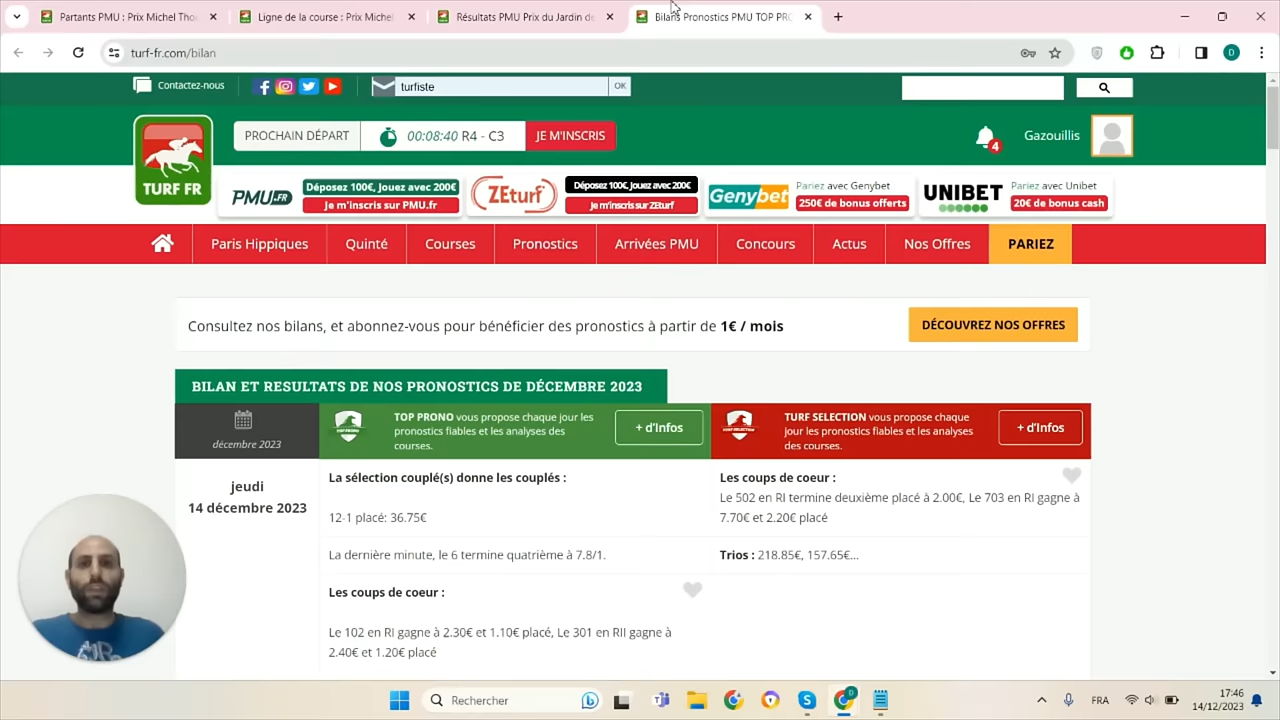 Partants PMU : Prix Michel Tho
Ligne de la course : Prix Michel
Résultats PMU Prix du Jardin de
Bilans Pronostics PMU TOP PRO
turf-fr.com/bilan
D
Contactez-nous
turfiste
OK
TURF FR
PROCHAIN DÉPART
00:08:40 R4 - C3
JE M'INSCRIS
4
Gazouillis
PMU.FR
Déposez 100€, Jouez avec 200€
Je m'inscris sur PMU.fr
ZEturf
Déposez 100€, Jouez avec 200€
Je m'inscris sur ZEturf
Genybet
Pariez avec Genybet
250€ de bonus offerts
UNIBET
Pariez avec Unibet
20€ de bonus cash
Paris Hippiques
Quinté
Courses
Pronostics
Arrivées PMU
Concours
Actus
Nos Offres
PARIEZ
Consultez nos bilans, et abonnez-vous pour bénéficier des pronostics à partir de 1€ / mois
DÉCOUVREZ NOS OFFRES
BILAN ET RESULTATS DE NOS PRONOSTICS DE DÉCEMBRE 2023
décembre 2023
TOP PRONO
TOP PRONO vous propose chaque jour les
pronostics fiables et les analyses des
courses.
+ d'Infos
TURF SELECTION
TURF SELECTION vous propose chaque
jour les pronostics fiables et les analyses
des courses.
+ d'Infos
jeudi
14 décembre 2023
La sélection couplé(s) donne les couplés :
12-1 placé: 36.75€
La dernière minute, le 6 termine quatrième à 7.8/1.
Les coups de coeur :
Le 102 en RI gagne à 2.30€ et 1.10€ placé, Le 301 en RII gagne à
2.40€ et 1.20€ placé
Les coups de coeur :
Le 502 en RI termine deuxième placé à 2.00€, Le 703 en RI gagne à
7.70€ et 2.20€ placé
Trios : 218.85€, 157.65€...
Rechercher
FRA
17:46
14/12/2023